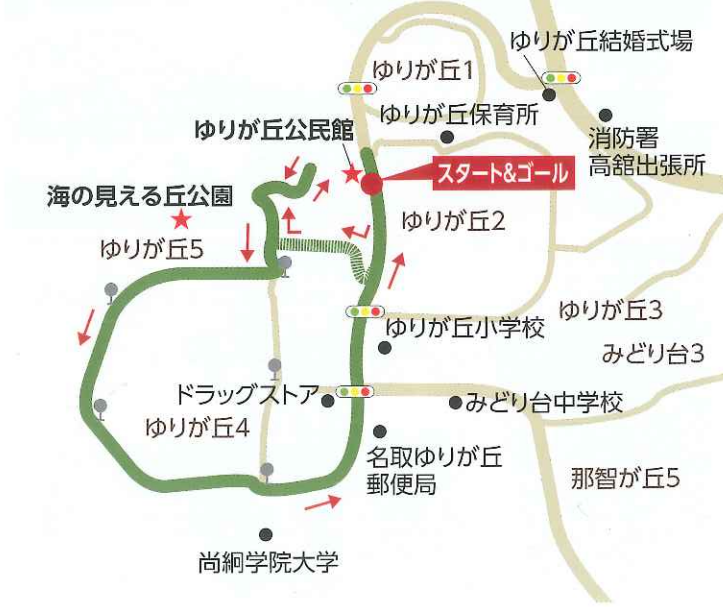 ゆりが丘結婚式場
ゆりが丘1
ゆりが丘保育所
ゆりが丘公民館
消防署
高舘出張所
スタート&ゴール
海の見える丘公園
ゆりが丘2
ゆりが丘5
ゆりが丘3
ゆりが丘小学校
みどり台3
ドラッグストア
みどり台中学校
ゆりが丘4
名取ゆりが丘
郵便局
那智が丘5
尚絅学院大学